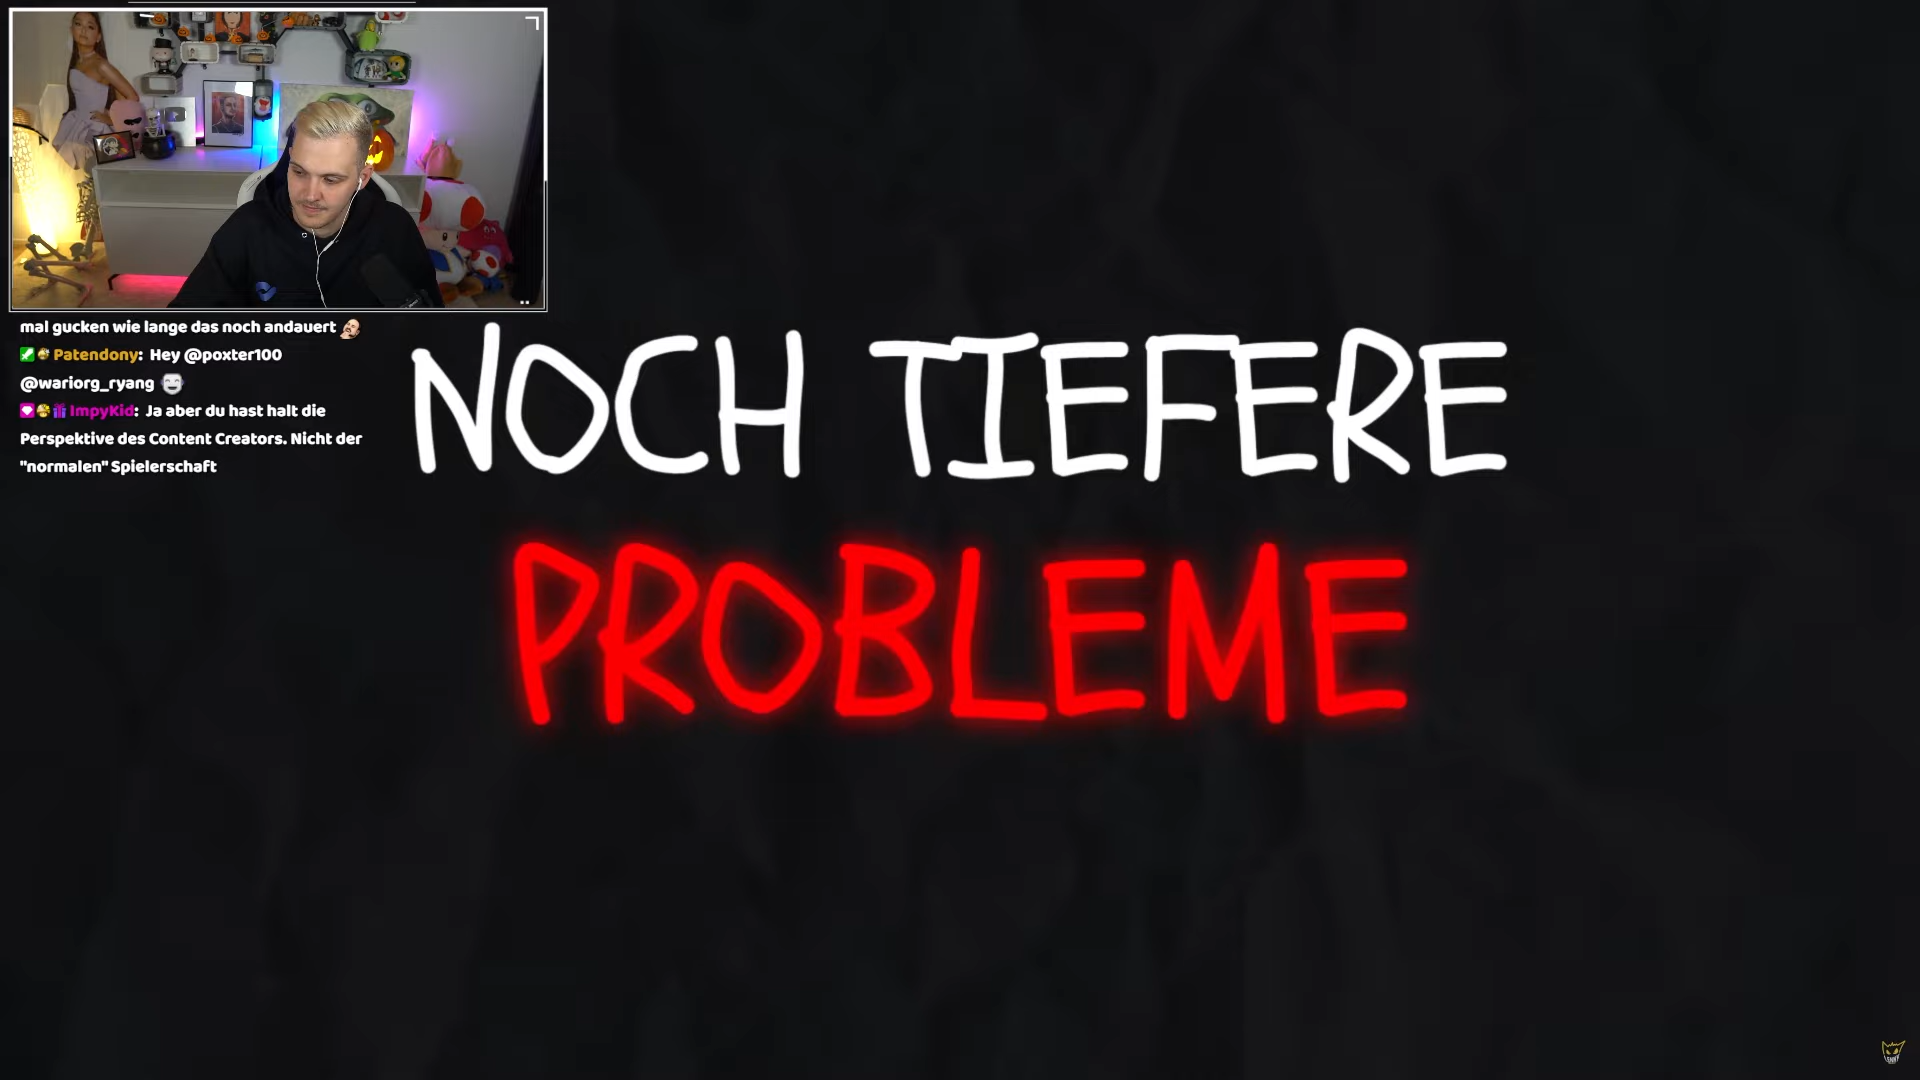 mal gucken wie lange das noch andauert
Patendony: Hey @poxter100
@wariorg_ryang
ImpyKid: Ja aber du hast halt die
Perspektive des Content Creators. Nicht der
"normalen" Spielerschaft
NOCH TIEFERE
PROBLEME